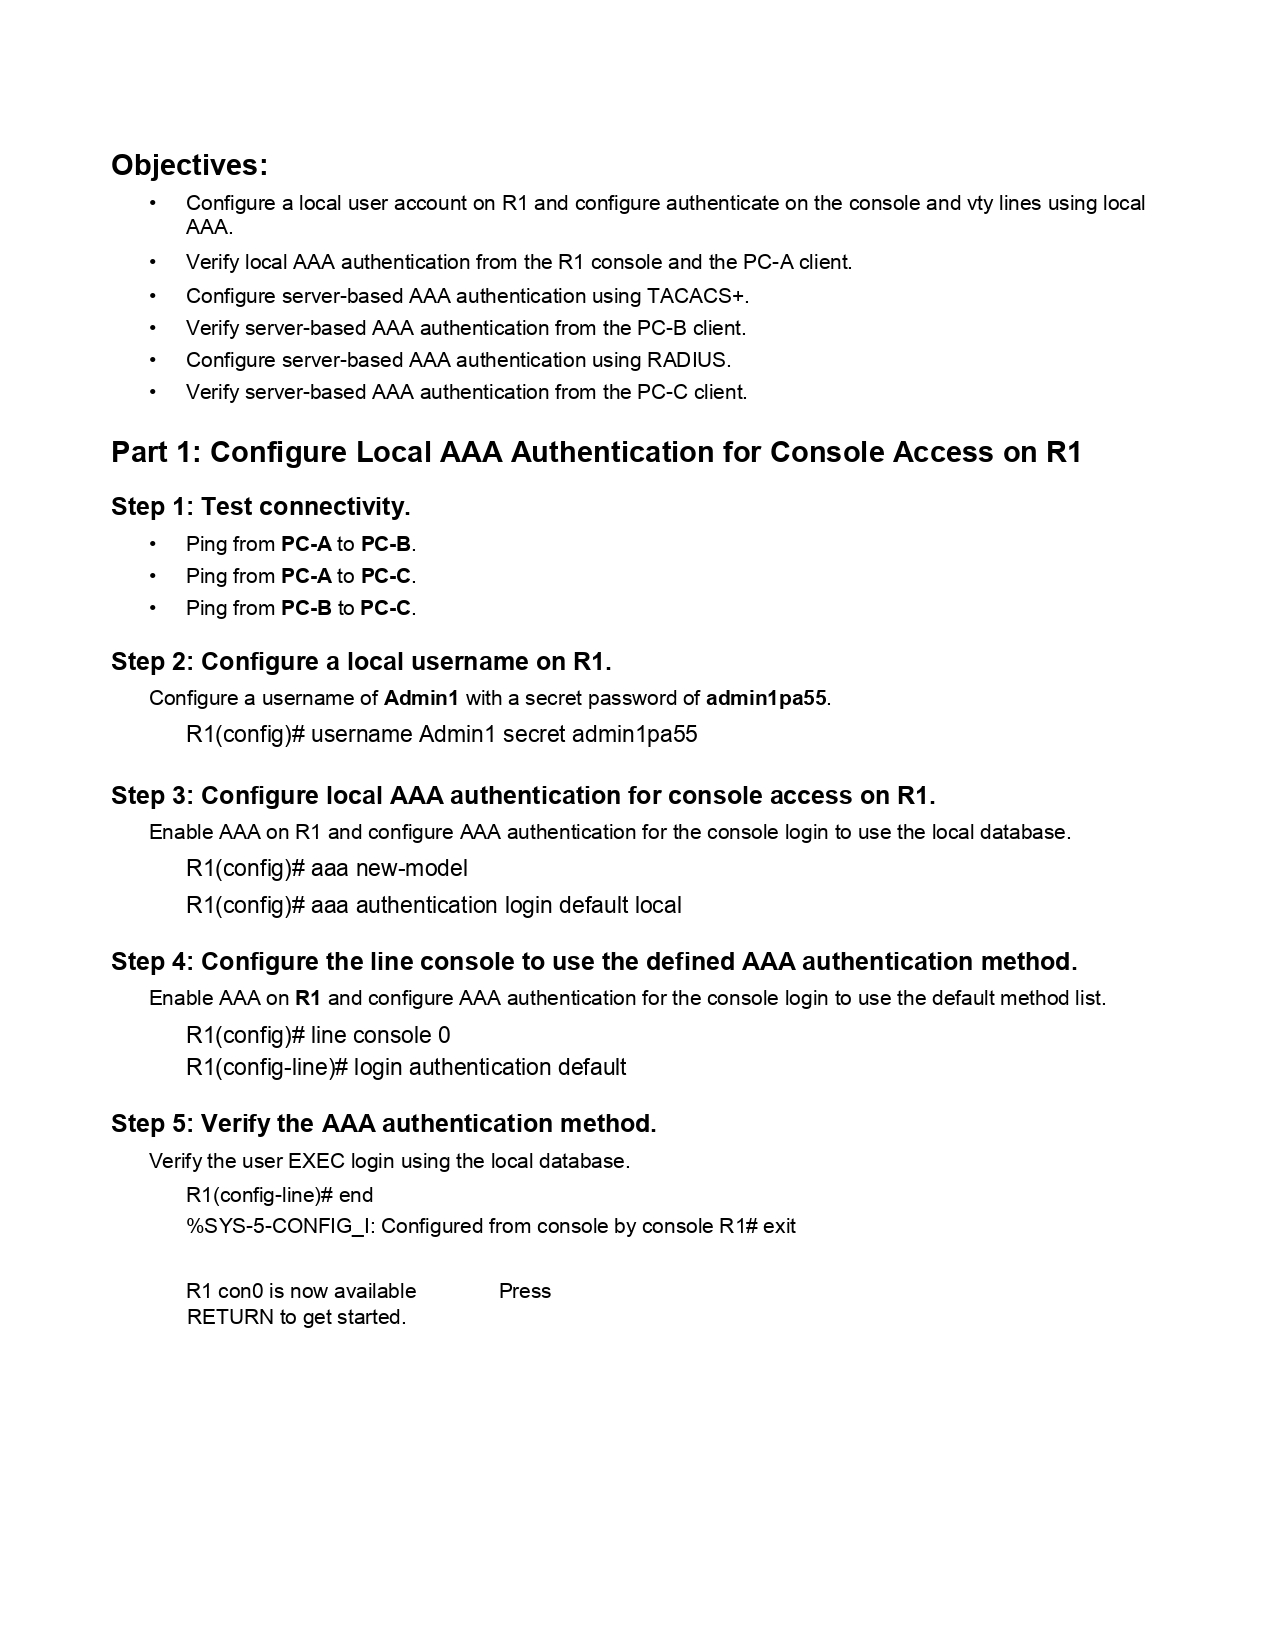 Objectives:
• Configure a local user account on R1 and configure authenticate on the console and vty lines using local
AAA.
• Verify local AAA authentication from the R1 console and the PC-A client.
• Configure server-based AAA authentication using TACACS+.
• Verify server-based AAA authentication from the PC-B client.
• Configure server-based AAA authentication using RADIUS.
• Verify server-based AAA authentication from the PC-C client.
Part 1: Configure Local AAA Authentication for Console Access on R1
Step 1: Test connectivity.
• Ping from PC-A to PC-B.
• Ping from PC-A to PC-C.
• Ping from PC-B to PC-C.
Step 2: Configure a local username on R1.
Configure a username of Admin1 with a secret password of admin1pa55.
R1(config)# username Admin1 secret admin1pa55
Step 3: Configure local AAA authentication for console access on R1.
Enable AAA on R1 and configure AAA authentication for the console login to use the local database.
R1(config)# aaa new-model
R1(config)# aaa authentication login default local
Step 4: Configure the line console to use the defined AAA authentication method.
Enable AAA on R1 and configure AAA authentication for the console login to use the default method list.
R1(config)# line console 0
R1(config-line)# login authentication default
Step 5: Verify the AAA authentication method.
Verify the user EXEC login using the local database.
R1(config-line)# end
%SYS-5-CONFIG_I: Configured from console by console R1# exit
R1 con0 is now available Press
RETURN to get started.